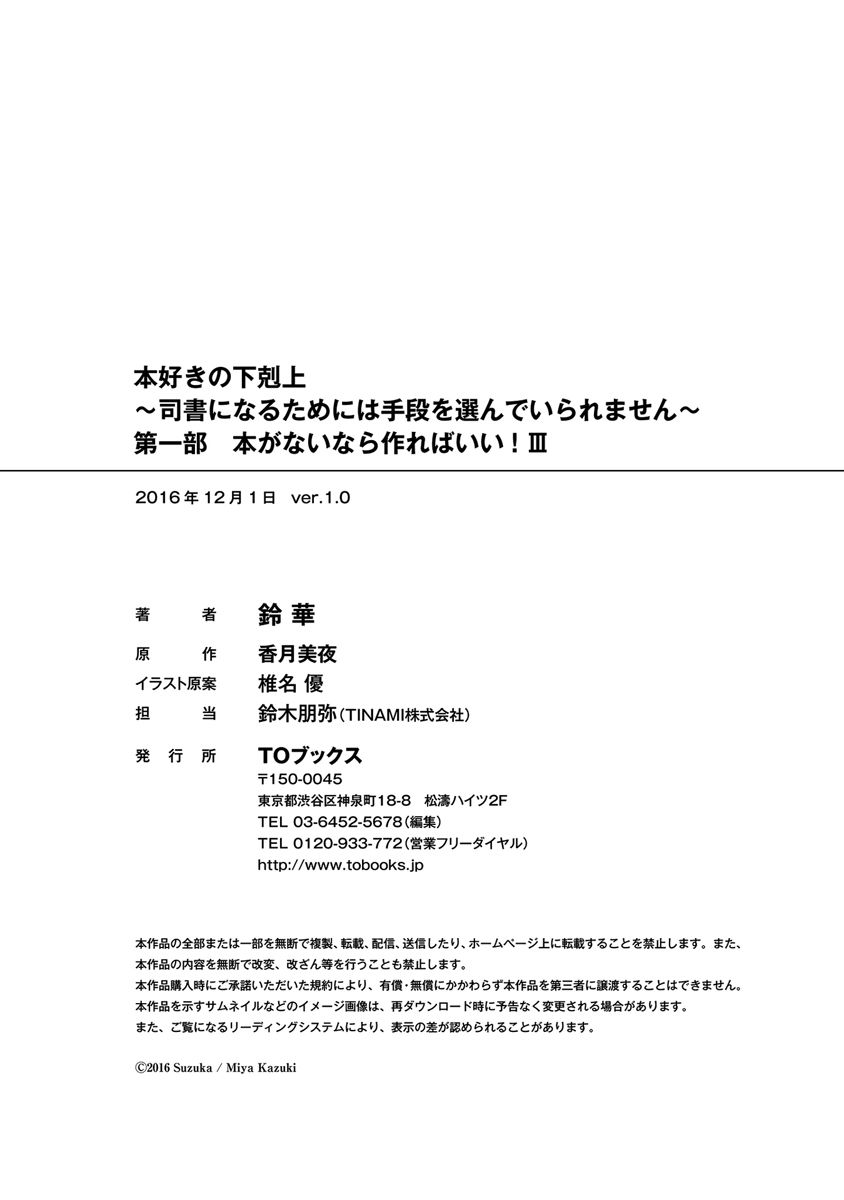 本好きの下剋上
～司書になるためには手段を選んでいられません～
第一部　本がないなら作ればいい！Ⅲ
2016年12月1日　ver.1.0
著者　鈴華
原作　香月美夜
イラスト原案　椎名 優
担当　鈴木朋弥（TINAMI株式会社）
発行所　TOブックス
〒150-0045
東京都渋谷区神泉町18-8　松濤ハイツ2F
TEL 03-6452-5678（編集）
TEL 0120-933-772（営業フリーダイヤル）
http://www.tobooks.jp
本作品の全部または一部を無断で複製、転載、配信、送信したり、ホームページ上に転載することを禁止します。また、
本作品の内容を無断で改変、改ざん等を行うことも禁止します。
本作品購入時にご承諾いただいた規約により、有償・無償にかかわらず本作品を第三者に譲渡することはできません。
本作品を示すサムネイルなどのイメージ画像は、再ダウンロード時に予告なく変更される場合があります。
また、ご覧になるリーディングシステムにより、表示の差が認められることがあります。
©2016 Suzuka / Miya Kazuki